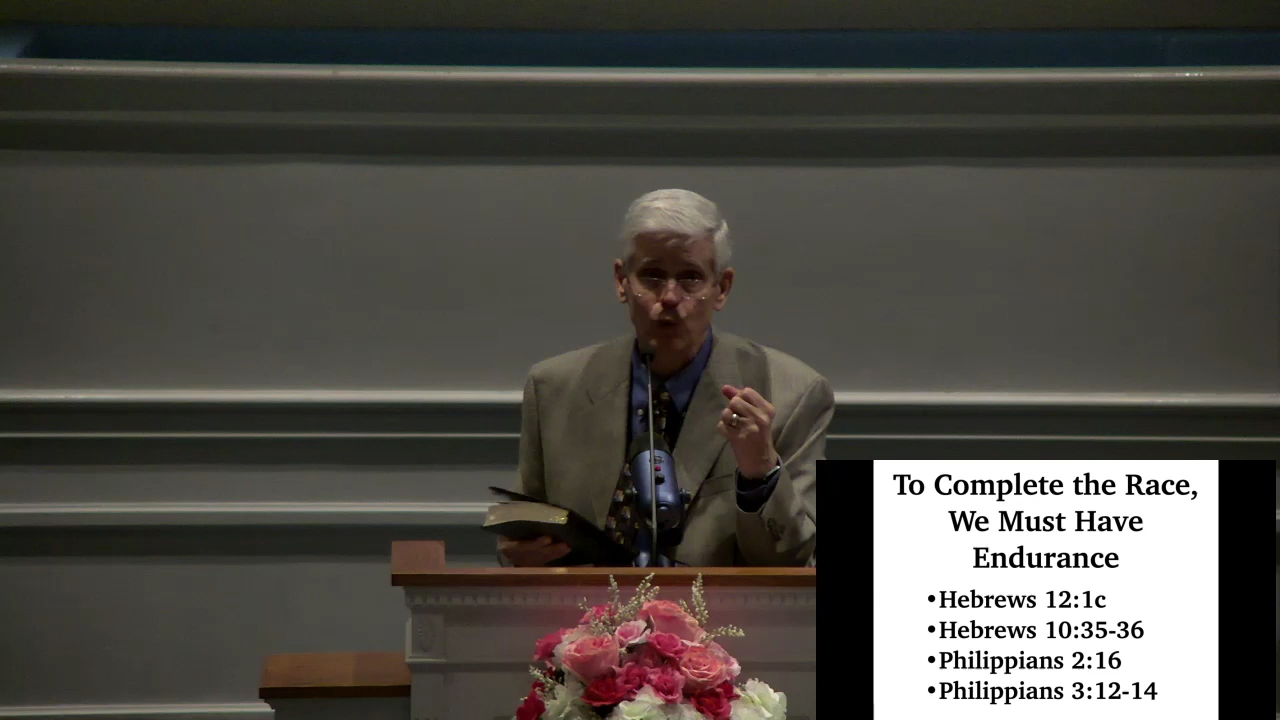 To Complete the Race,
We Must Have
Endurance
•Hebrews 12:1c
•Hebrews 10:35-36
•Philippians 2:16
•Philippians 3:12-14